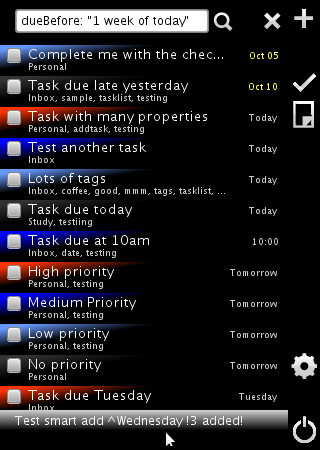 dueBefore: "1 week of today"
Complete me with the chec... Oct 05
Personal
Task due late yesterday Oct 10
Inbox, sample, tasklist, testing
Task with many properties Today
Personal, addtask, testing
Test another task Today
Inbox
Lots of tags Today
Inbox, coffee, good, mmm, tags, tasklist, ...
Task due today Today
Study, testiing
Task due at 10am 10:00
Inbox, date, testing
High priority Tomorrow
Personal, testing
Medium Priority Tomorrow
Personal, testing
Low priority Tomorrow
Personal, testing
No priority Tomorrow
Personal
Task due Tuesday Tuesday
Inbox
Test smart add ^Wednesday !3 added!